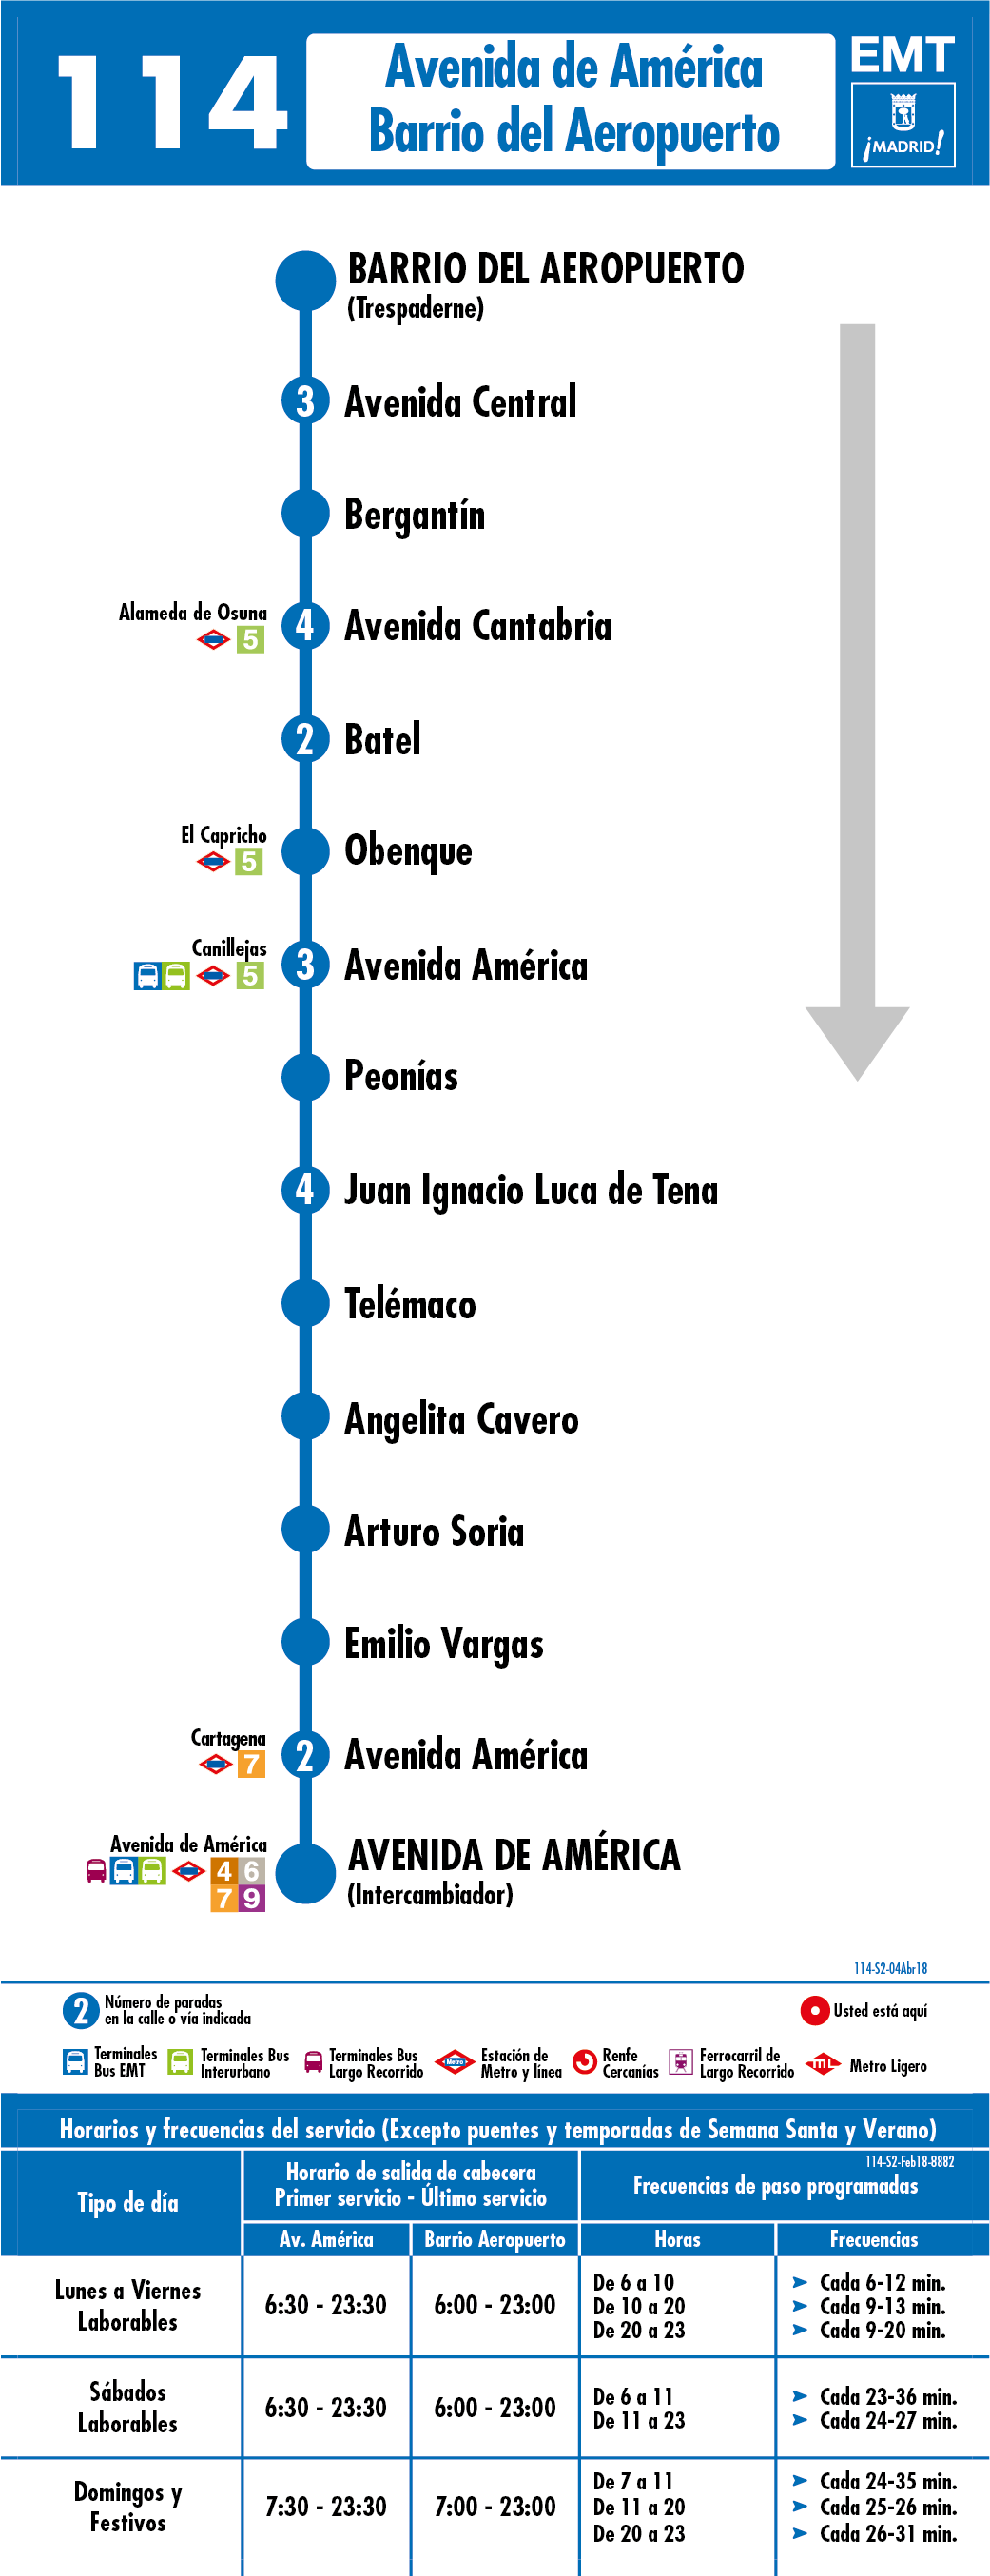 114
Avenida de América
Barrio del Aeropuerto
EMT
¡MADRID!
BARRIO DEL AEROPUERTO
(Trespaderne)
3 Avenida Central
Bergantín
Alameda de Osuna
5
4 Avenida Cantabria
2 Batel
El Capricho
5
Obenque
Canillejas
5
3 Avenida América
Peonías
4 Juan Ignacio Luca de Tena
Telémaco
Angelita Cavero
Arturo Soria
Emilio Vargas
Cartagena
7
2 Avenida América
Avenida de América
4 6
7 9
AVENIDA DE AMÉRICA
(Intercambiador)
114-S2-04Abr18
2 Número de paradas
en la calle o vía indicada
Usted está aquí
Terminales
Bus EMT
Terminales Bus
Interurbano
Terminales Bus
Largo Recorrido
Metro
Estación de
Metro y línea
Renfe
Cercanías
Ferrocarril de
Largo Recorrido
ML
Metro Ligero
Horarios y frecuencias del servicio (Excepto puentes y temporadas de Semana Santa y Verano)
114-S2-Feb18-8882
Tipo de día
Horario de salida de cabecera
Primer servicio - Último servicio
Frecuencias de paso programadas
Av. América Barrio Aeropuerto Horas Frecuencias
Lunes a Viernes
Laborables
6:30 - 23:30 6:00 - 23:00
De 6 a 10 Cada 6-12 min.
De 10 a 20 Cada 9-13 min.
De 20 a 23 Cada 9-20 min.
Sábados
Laborables
6:30 - 23:30 6:00 - 23:00
De 6 a 11 Cada 23-36 min.
De 11 a 23 Cada 24-27 min.
Domingos y
Festivos
7:30 - 23:30 7:00 - 23:00
De 7 a 11 Cada 24-35 min.
De 11 a 20 Cada 25-26 min.
De 20 a 23 Cada 26-31 min.